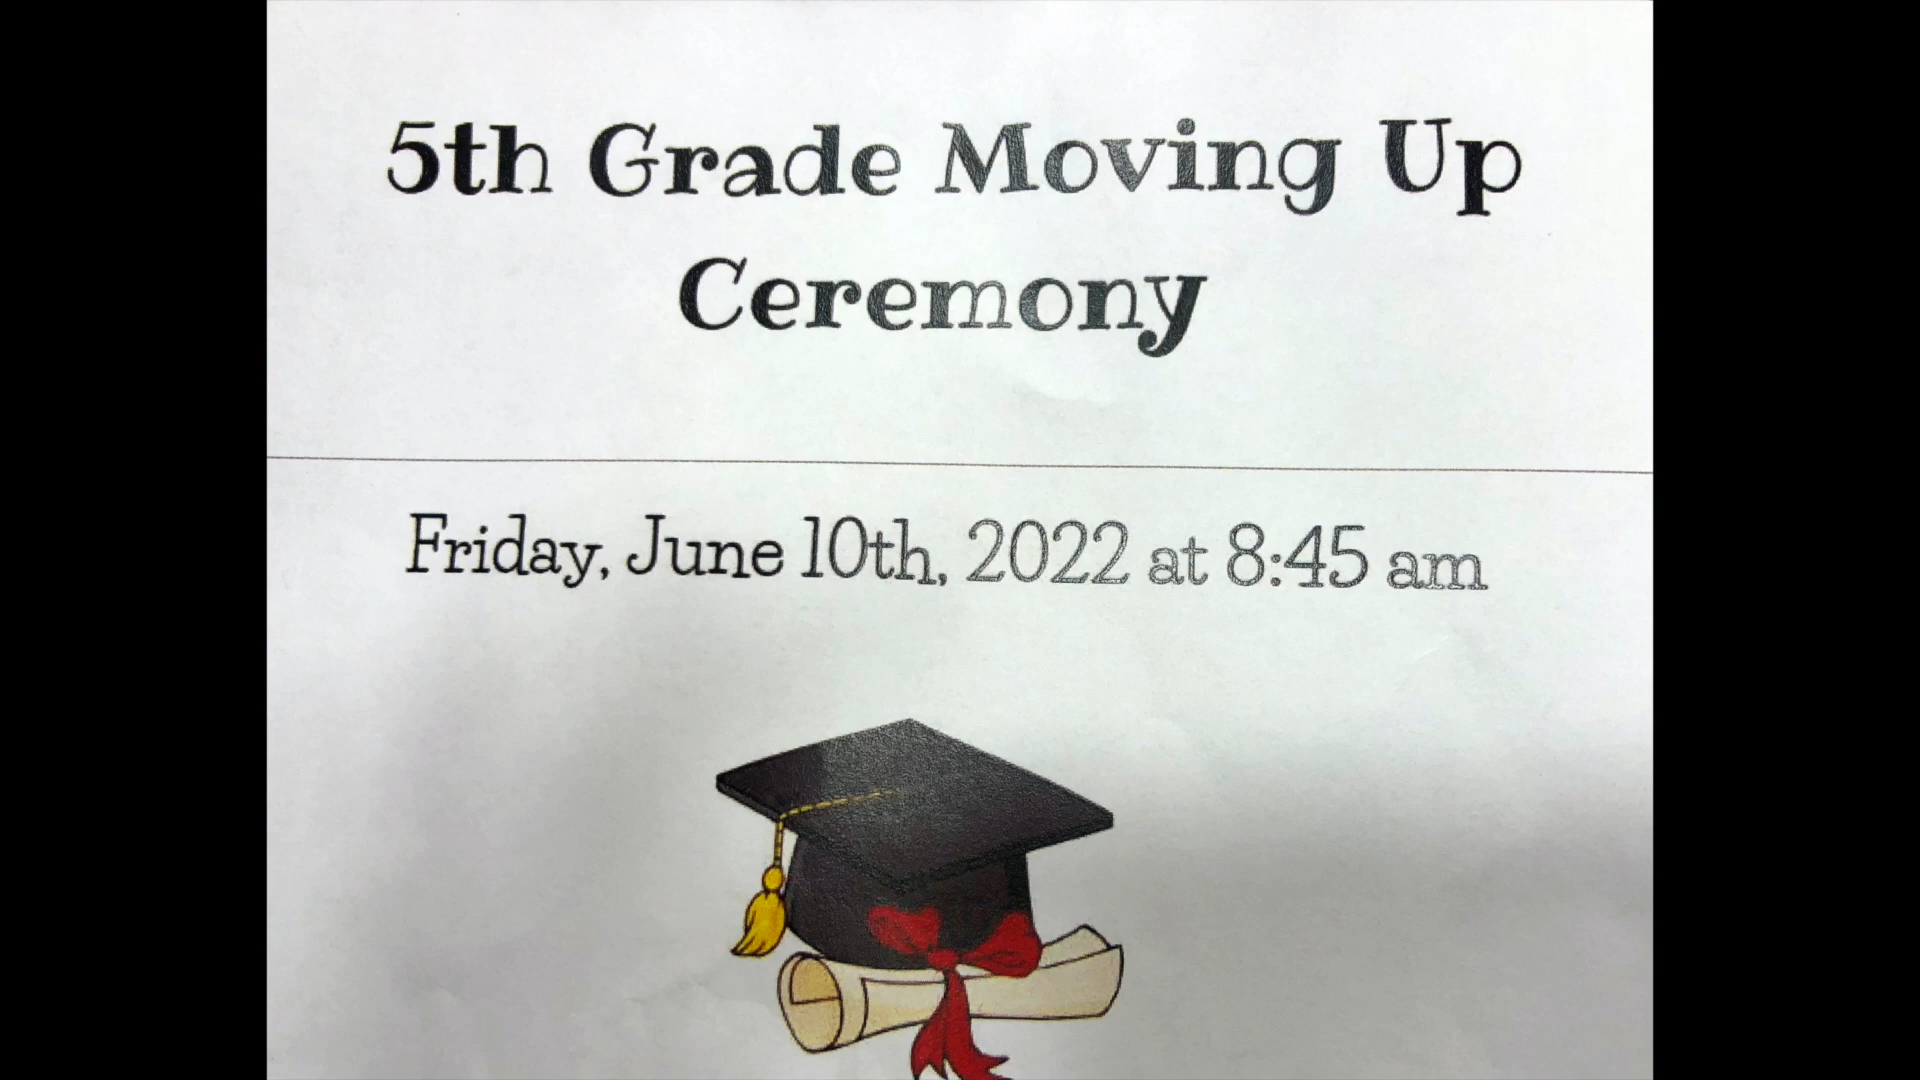 5th Grade Moving Up
Ceremony
Friday, June 10th, 2022 at 8:45 am